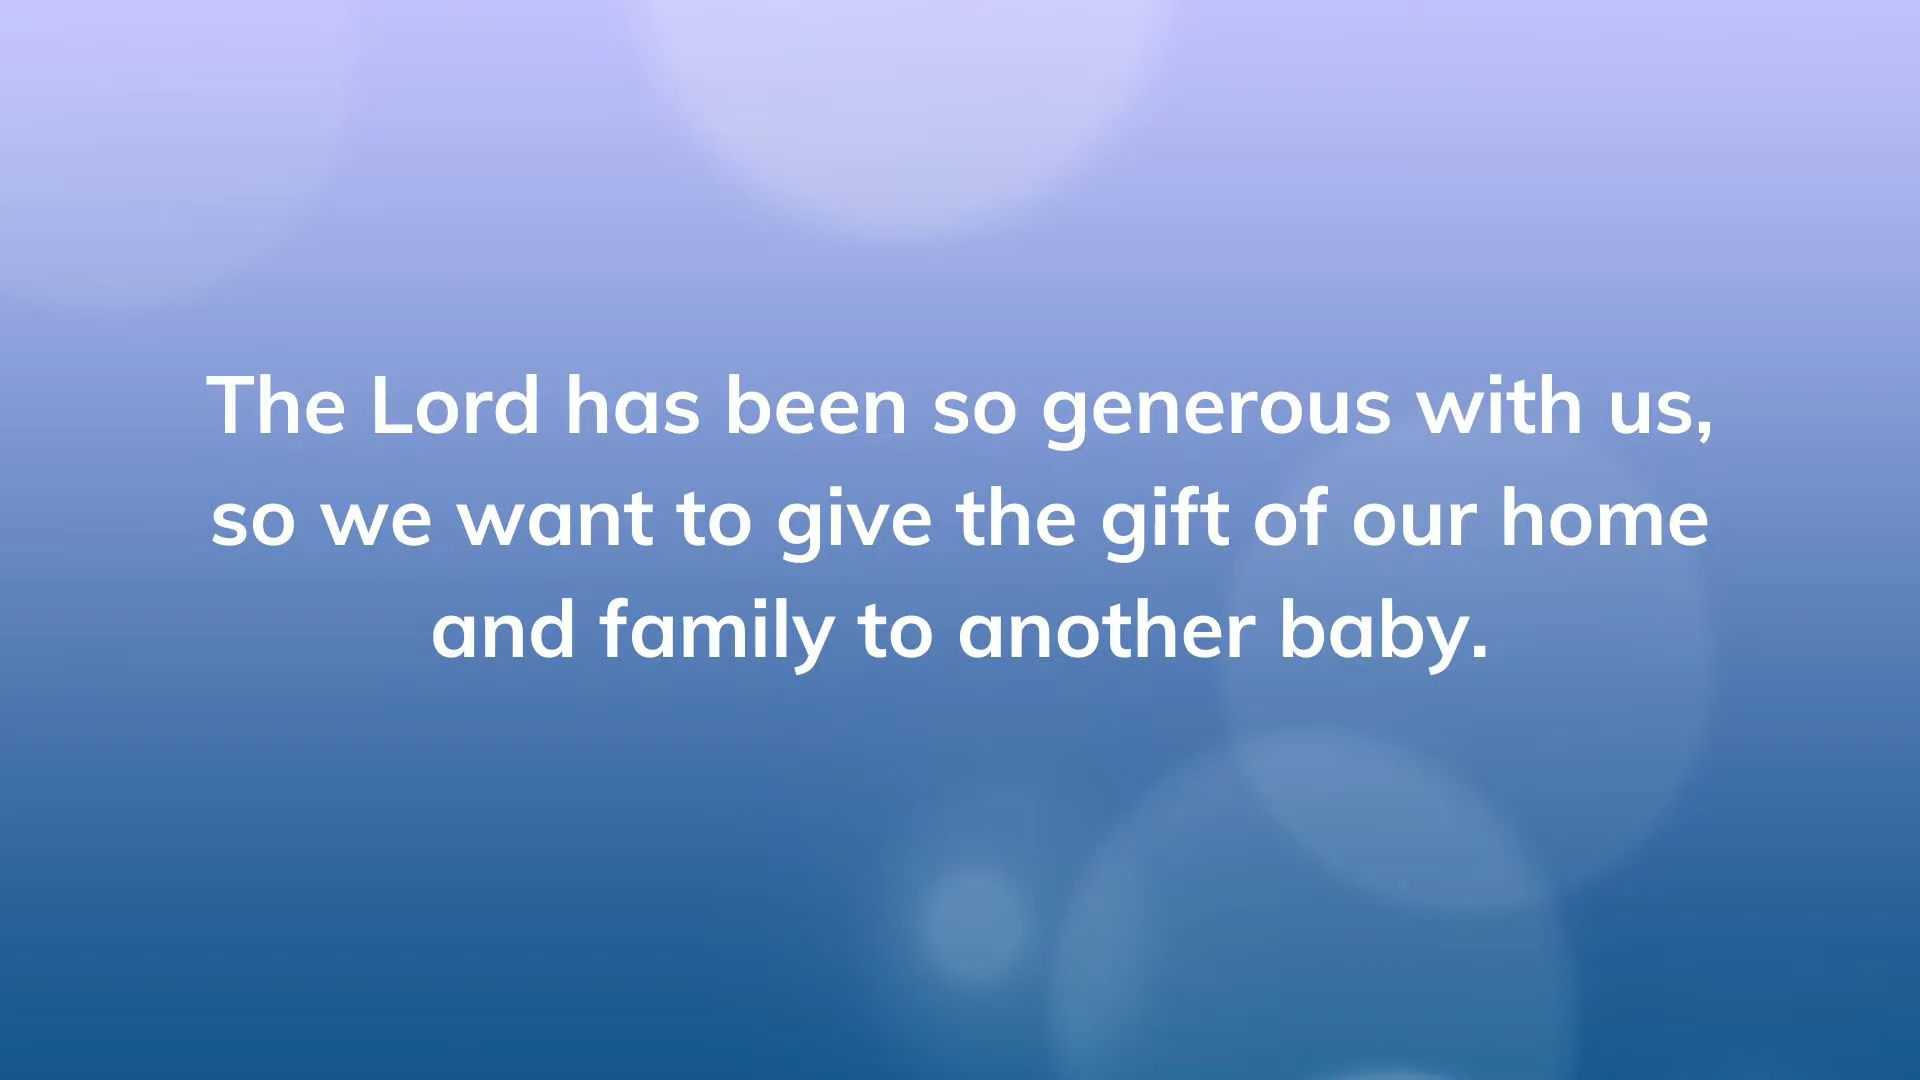 The Lord has been so generous with us,
so we want to give the gift of our home
and family to another baby.